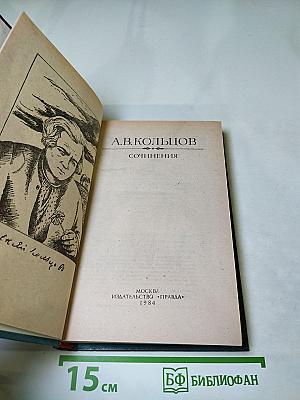 А.В.КОЛЬЦОВ
СОЧИНЕНИЯ
МОСКВА
ИЗДАТЕЛЬСТВО «ПРАВДА»
1984
15 см
БФ БИБЛИОФАН